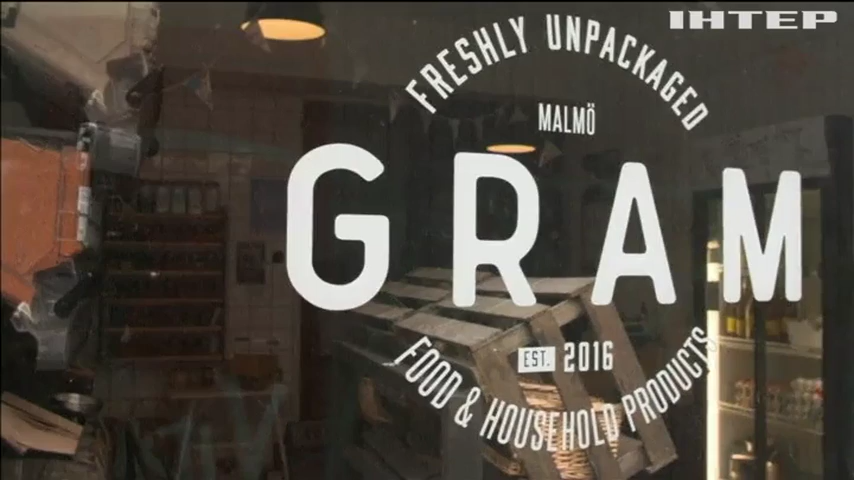 ІНТЕР
FRESHLY UNPACKAGED
MALMÖ
GRAM
EST. 2016
FOOD & HOUSEHOLD PRODUCTS